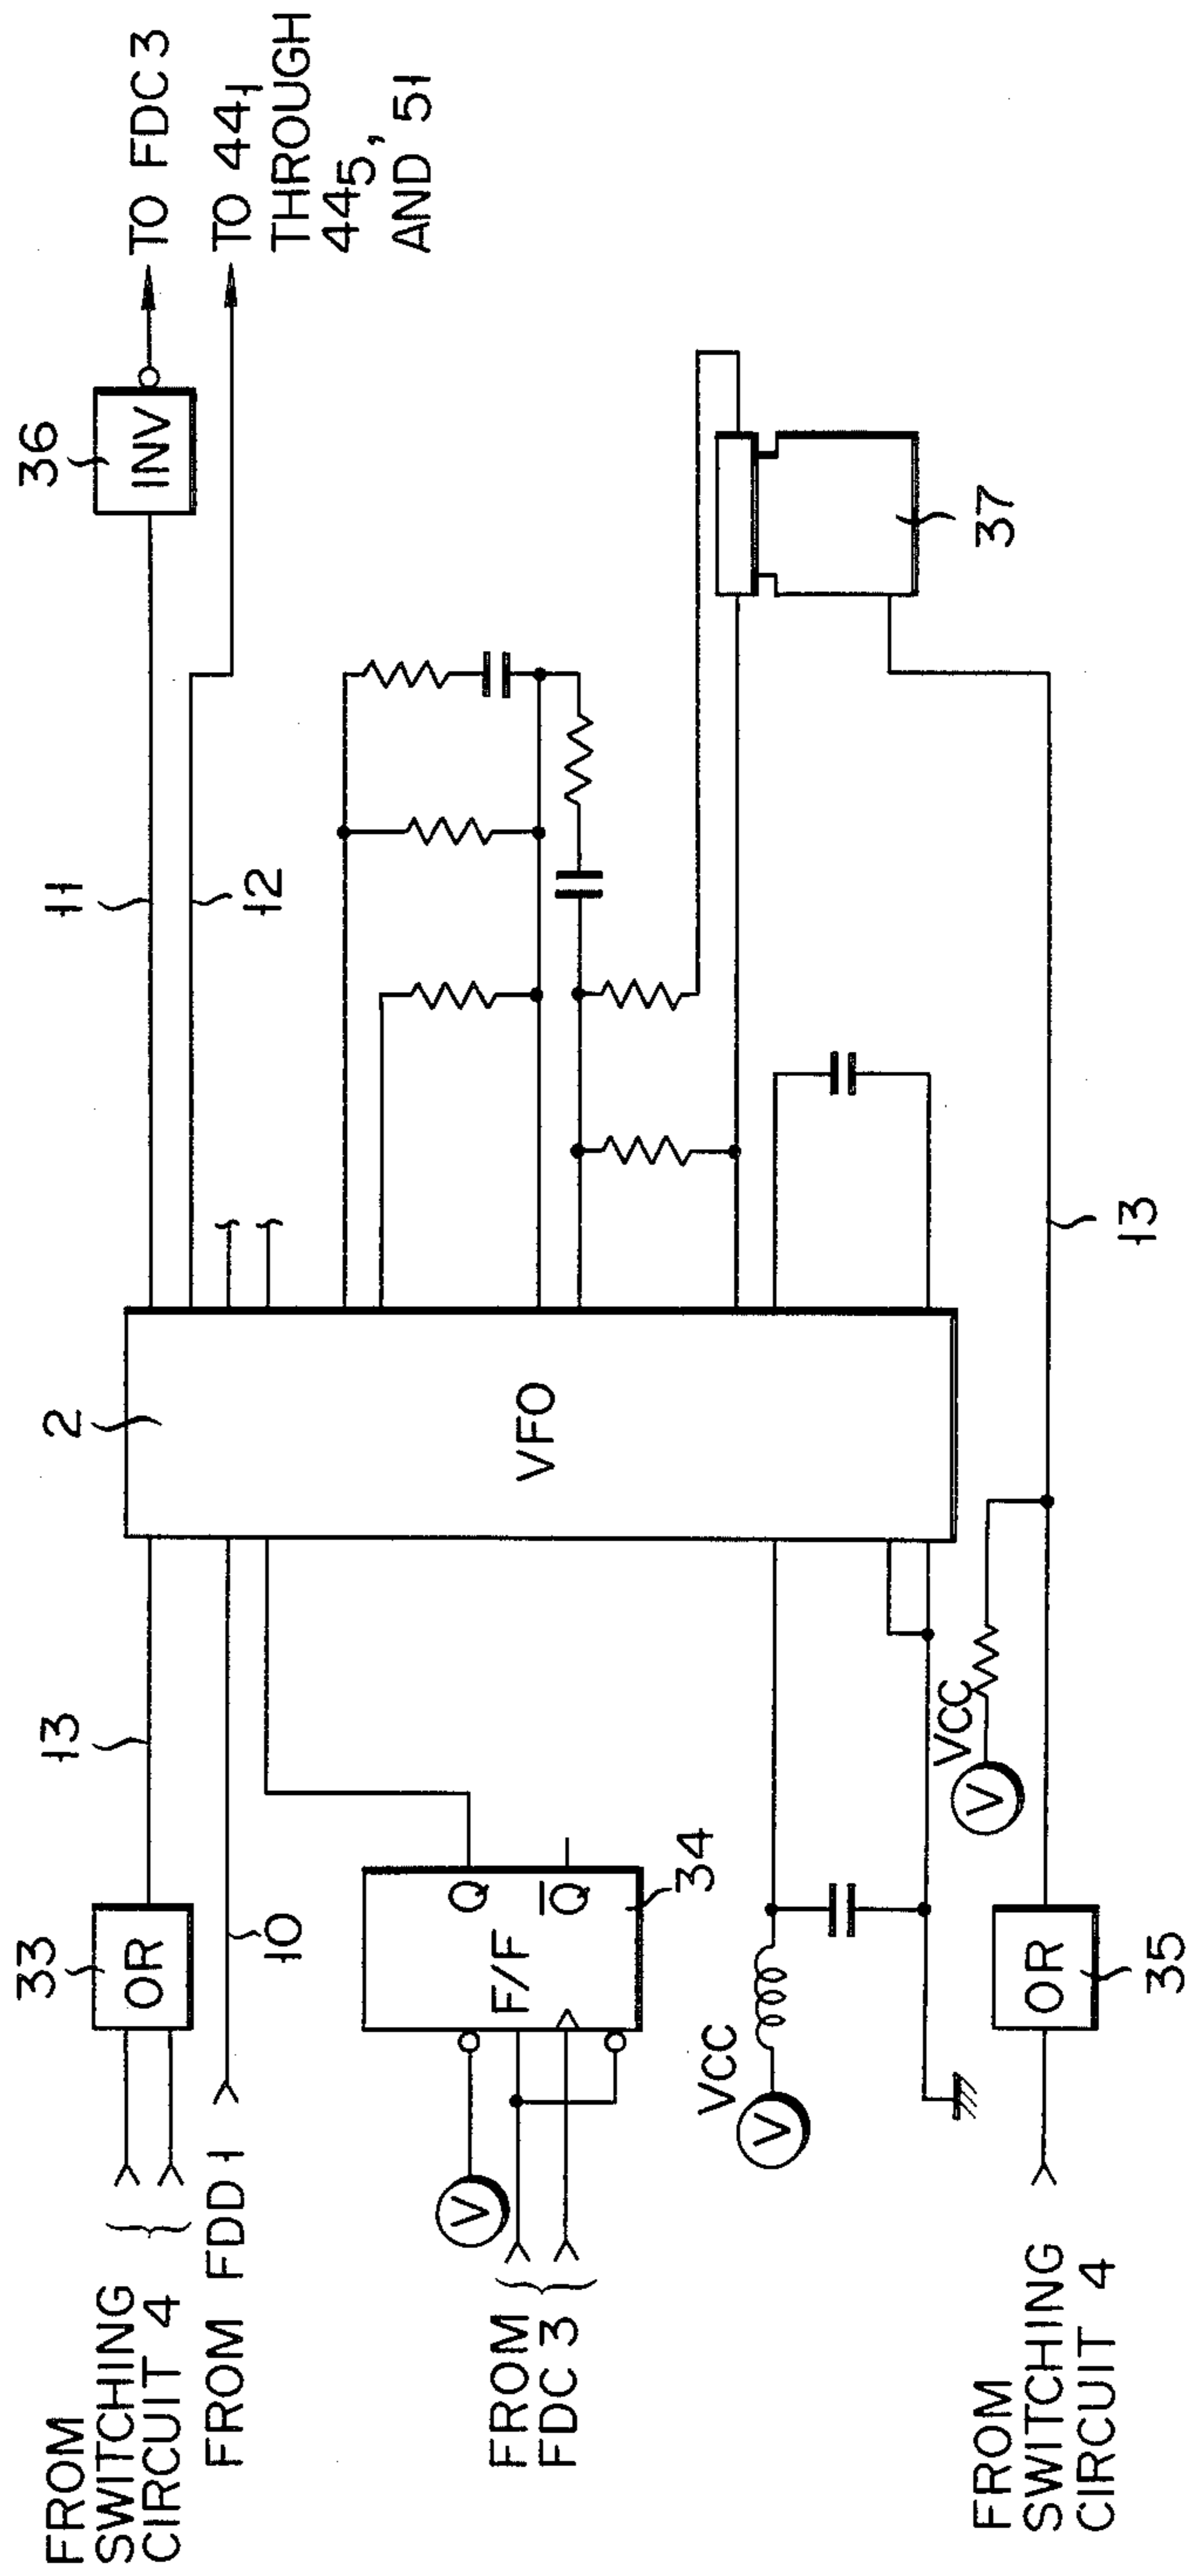 FROM
SWITCHING
CIRCUIT 4
FROM FDD 1
33
OR
13
10
2
VFO
11
12
36
INV
TO FDC 3
TO 44₁
THROUGH
44₅,
AND 51
FROM
FDC 3
V
F/F
Q
Q̅
34
VCC
V
37
VCC
V
FROM
SWITCHING
CIRCUIT 4
OR
35
13